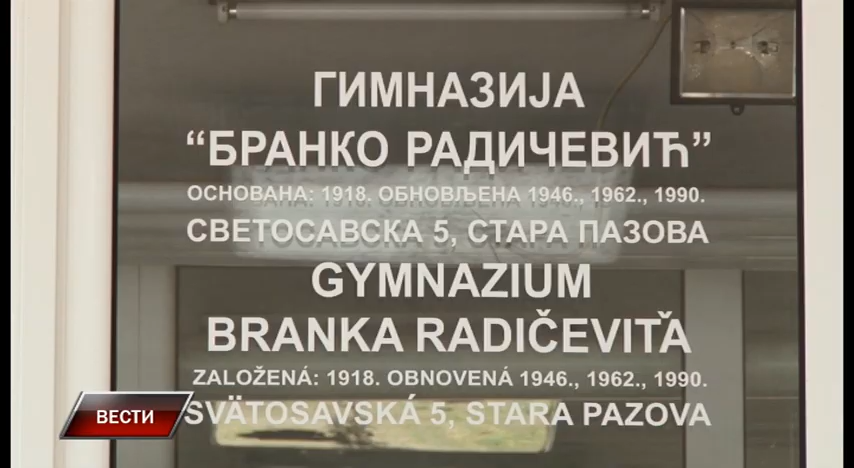 ГИМНАЗИЈА
“БРАНКО РАДИЧЕВИЋ”
ОСНОВАНА: 1918. ОБНОВЉЕНА 1946., 1962., 1990.
СВЕТОСАВСКА 5, СТАРА ПАЗОВА
GYMNAZIUM
BRANKA RADIČEVIŤA
ZALOŽENÁ: 1918. OBNOVENÁ 1946., 1962., 1990.
SVÄTOSAVSKÁ 5, STARA PAZOVA
ВЕСТИ